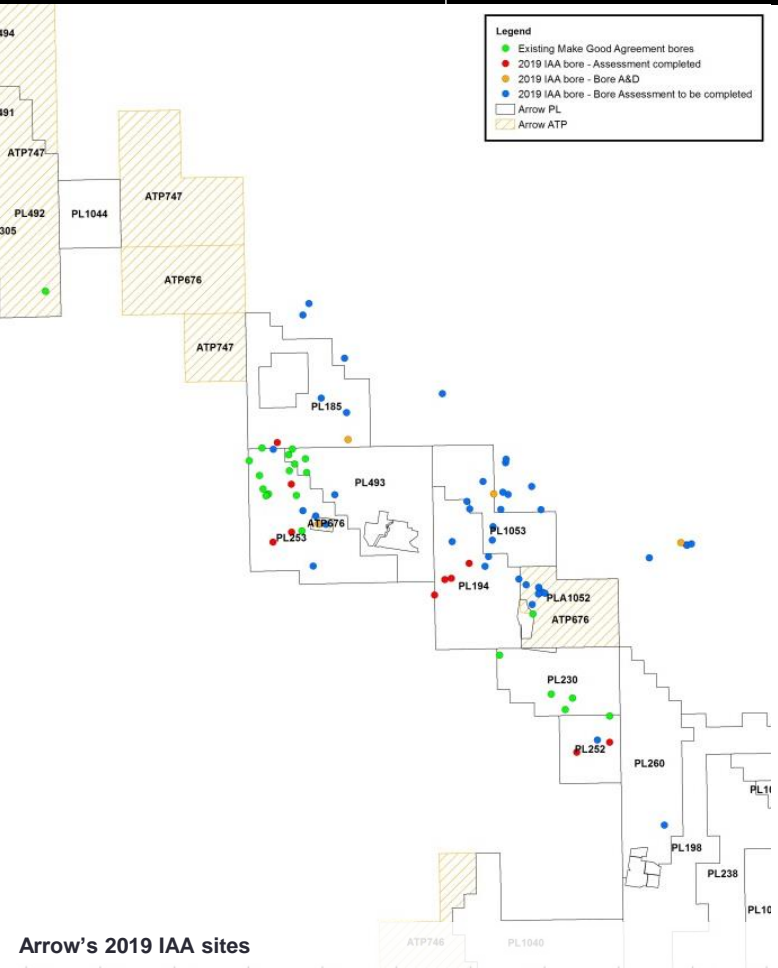 Legend
Existing Make Good Agreement bores
2019 IAA bore - Assessment completed
2019 IAA bore - Bore A&D
2019 IAA bore - Bore Assessment to be completed
Arrow PL
Arrow ATP
494
491
ATP747
PL492
PL1044
305
ATP747
ATP676
ATP747
PL185
PL493
ATP676
PL253
PL1053
PL194
PLA1052
ATP676
PL230
PL252
PL260
PL198
PL238
PL10
PL10
ATP746
PL1040
Arrow's 2019 IAA sites